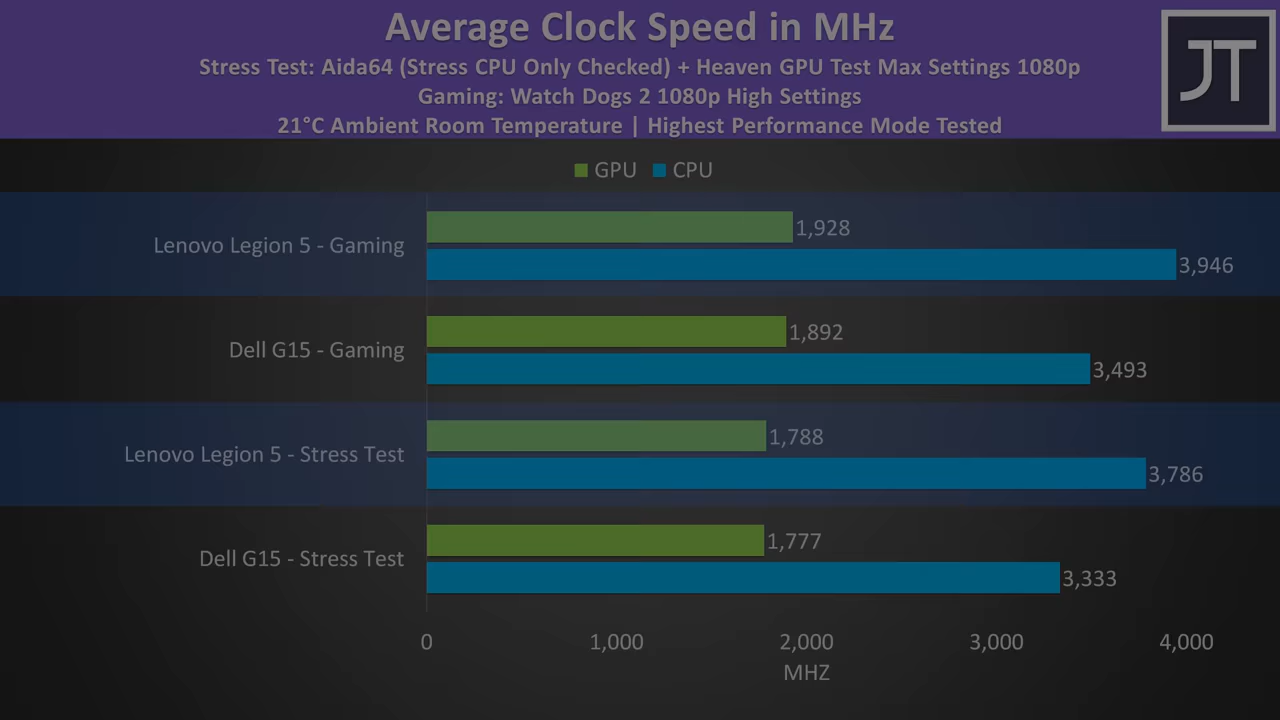 Average Clock Speed in MHz
Stress Test: Aida64 (Stress CPU Only Checked) + Heaven GPU Test Max Settings 1080p
Gaming: Watch Dogs 2 1080p High Settings
21°C Ambient Room Temperature | Highest Performance Mode Tested
JT
GPU CPU
Lenovo Legion 5 - Gaming
1,928
3,946
Dell G15 - Gaming
1,892
3,493
Lenovo Legion 5 - Stress Test
1,788
3,786
Dell G15 - Stress Test
1,777
3,333
0 1,000 2,000 3,000 4,000
MHZ